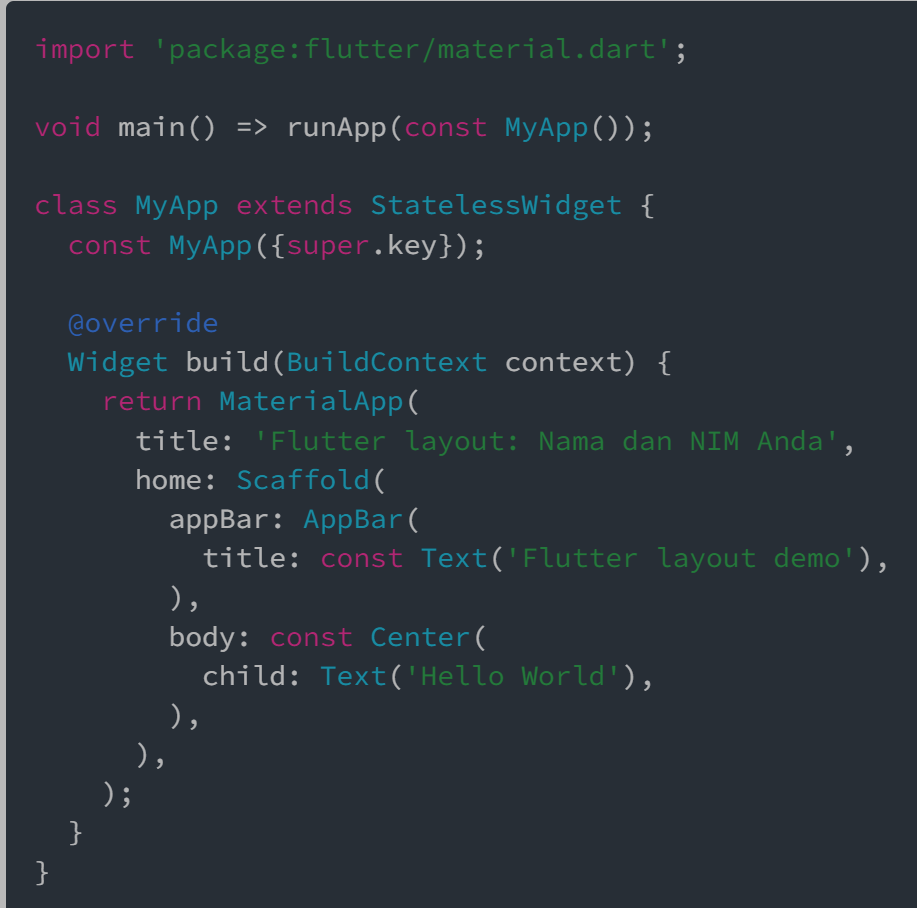 import 'package:flutter/material.dart';

void main() => runApp(const MyApp());

class MyApp extends StatelessWidget {
  const MyApp({super.key});

  @override
  Widget build(BuildContext context) {
    return MaterialApp(
      title: 'Flutter layout: Nama dan NIM Anda',
      home: Scaffold(
        appBar: AppBar(
          title: const Text('Flutter layout demo'),
        ),
        body: const Center(
          child: Text('Hello World'),
        ),
      ),
    );
  }
}